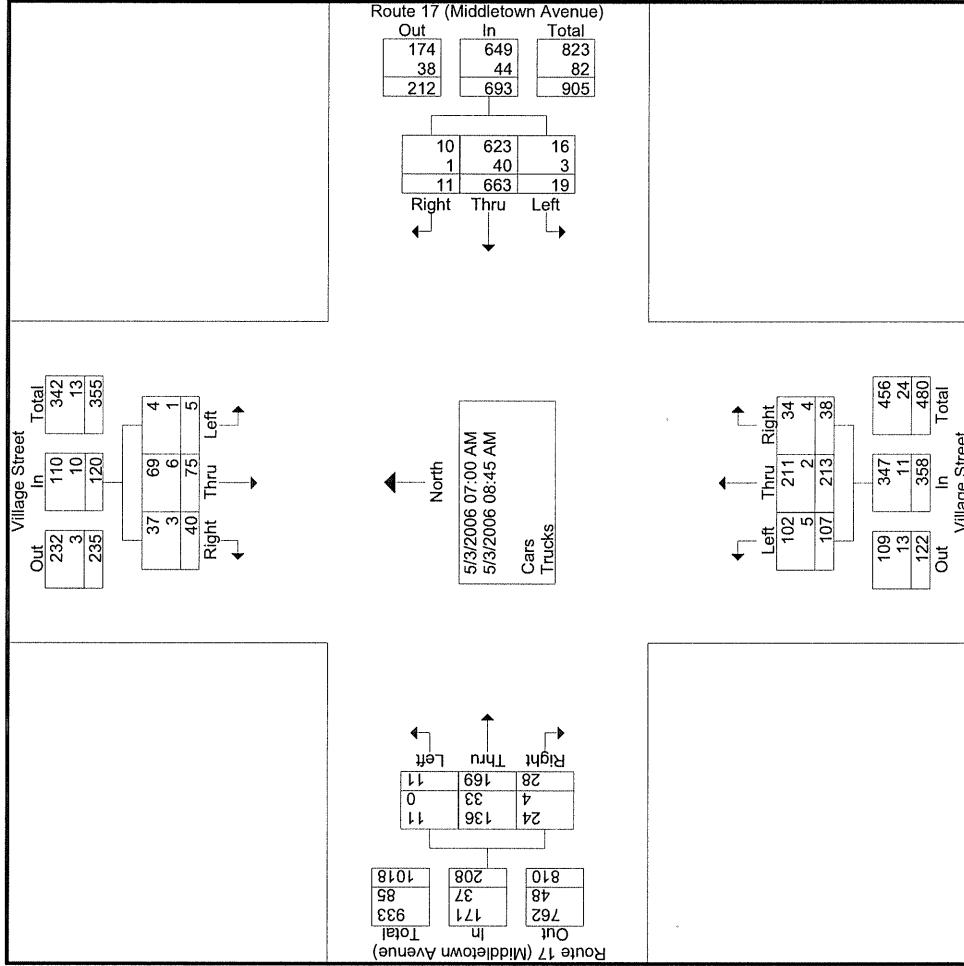 Route 17 (Middletown Avenue)
Out In Total
174 649 823
38 44 82
212 693 905
10 623 16
1 40 3
11 663 19
Right Thru Left
Village Street
Out In Total
232 110 342
3 10 13
235 120 355
37 69 4
3 6 1
40 75 5
Right Thru Left
North
5/3/2006 07:00 AM
5/3/2006 08:45 AM
Cars
Trucks
Left Thru Right
102 211 34
5 2 4
107 213 38
109 347 456
13 11 24
122 358 480
Out In Total
Village Street
Left Thru Right
11 169 28
0 33 4
11 136 24
1018 208 810
85 37 48
933 171 762
Total In Out
Route 17 (Middletown Avenue)